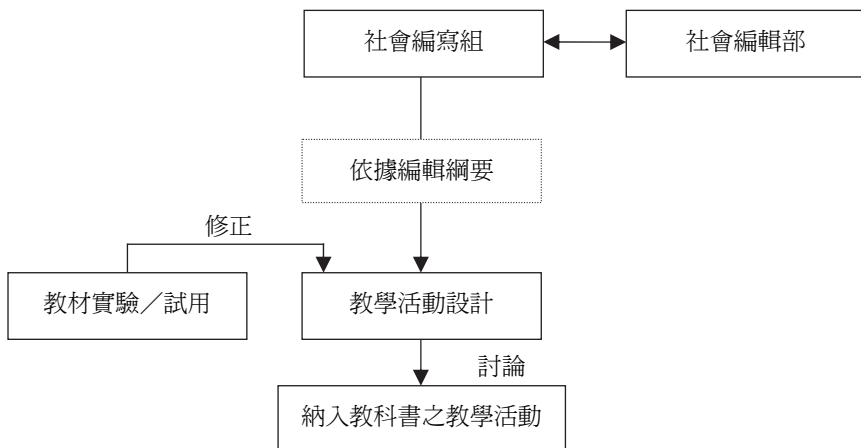 社會編寫組
社會編輯部
依據編輯綱要
修正
教材實驗／試用
教學活動設計
討論
納入教科書之教學活動